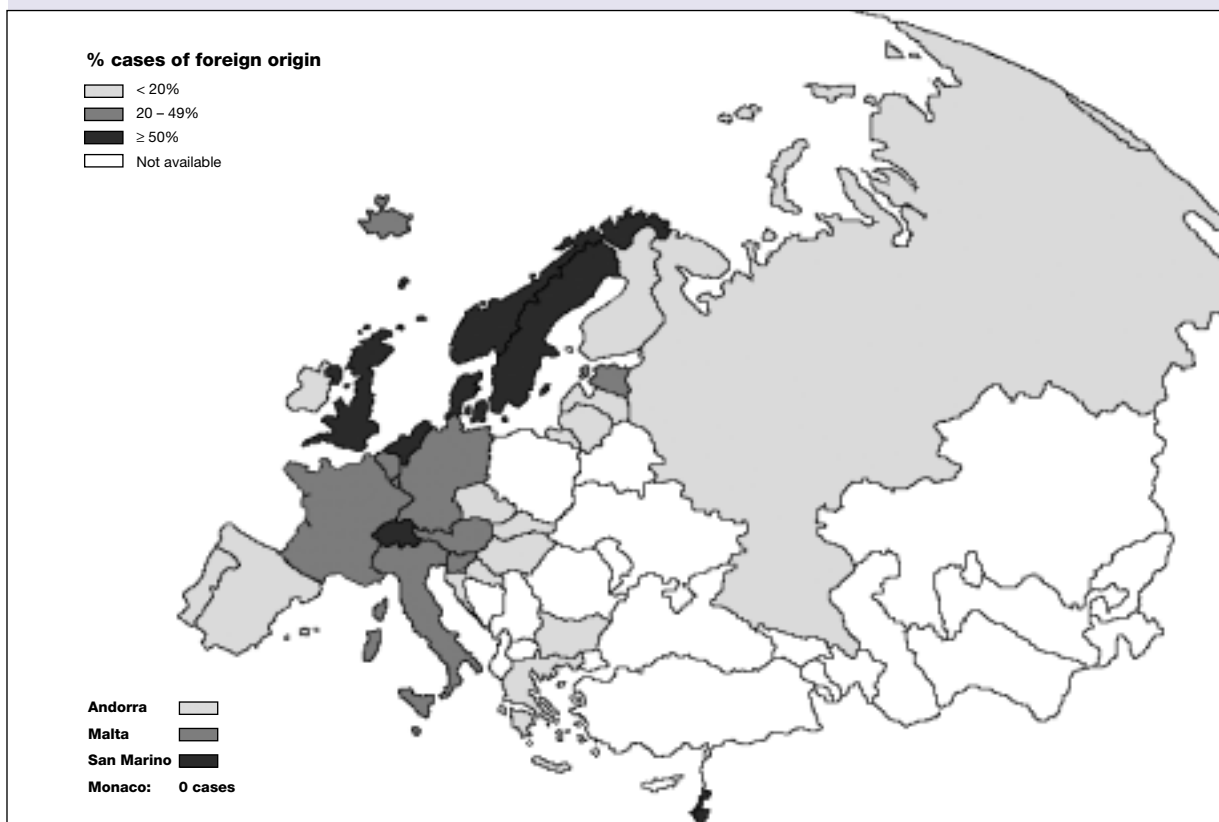 % cases of foreign origin
< 20%
20 – 49%
≥ 50%
Not available
Andorra
Malta
San Marino
Monaco: 0 cases